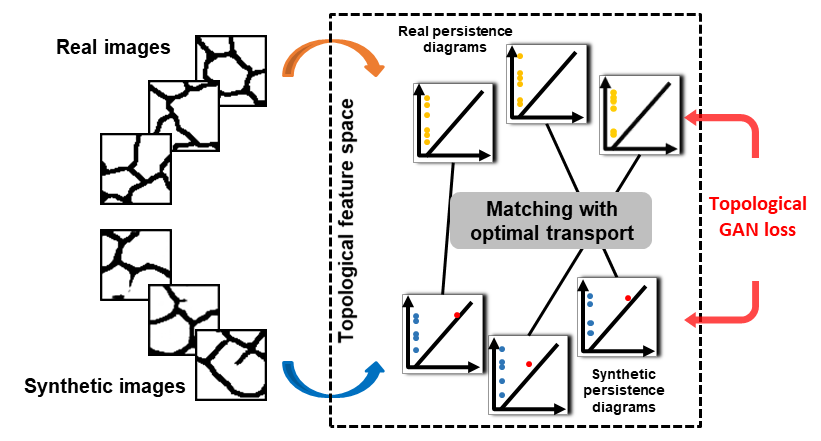 Real images
Real persistence
diagrams
Topological feature space
Matching with
optimal transport
Topological
GAN loss
Synthetic images
Synthetic
persistence
diagrams